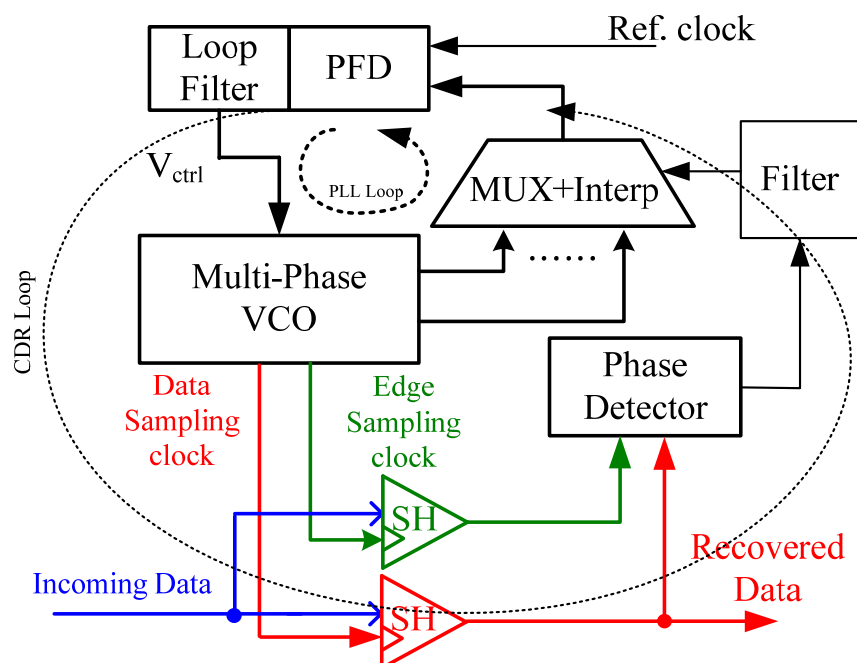 Ref. clock
Loop
Filter
PFD
Vctrl
PLL Loop
MUX+Interp
Filter
Multi-Phase
VCO
CDR Loop
Phase
Detector
Data
Sampling
clock
Edge
Sampling
clock
SH
Recovered
Data
Incoming Data
SH